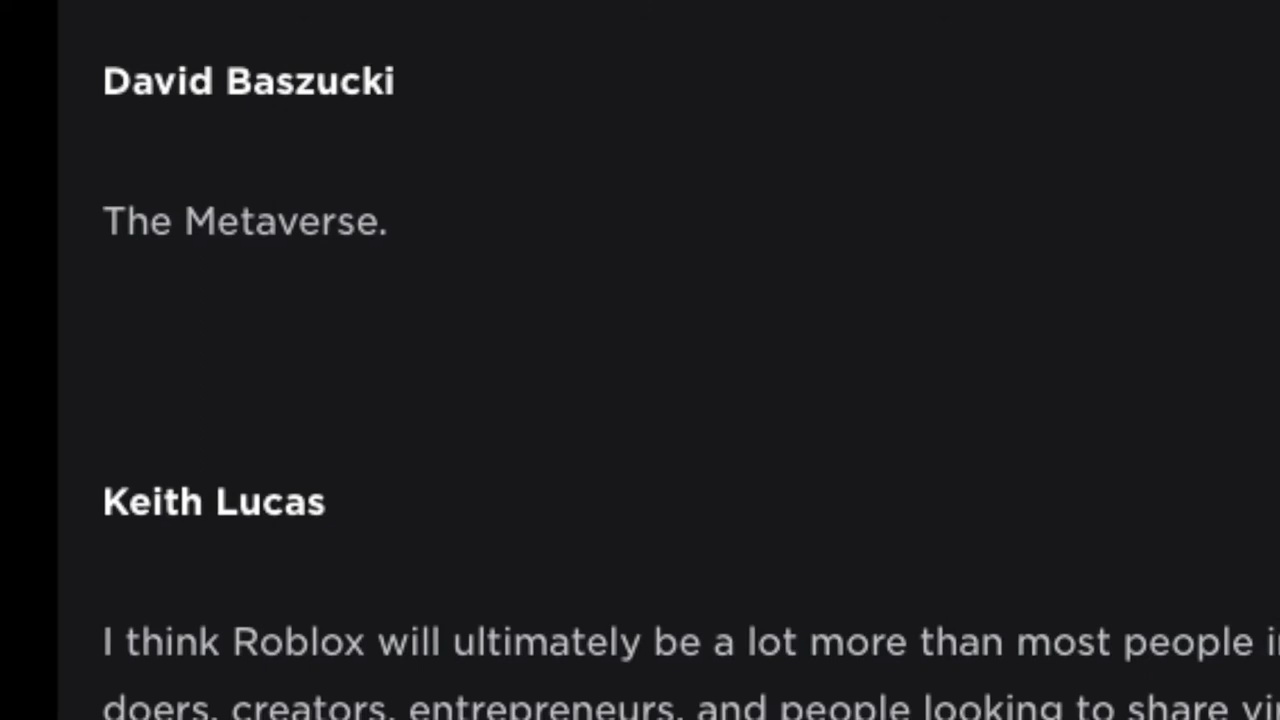 David Baszucki
The Metaverse.
Keith Lucas
I think Roblox will ultimately be a lot more than most people
doers, creators, entrepreneurs, and people looking to share